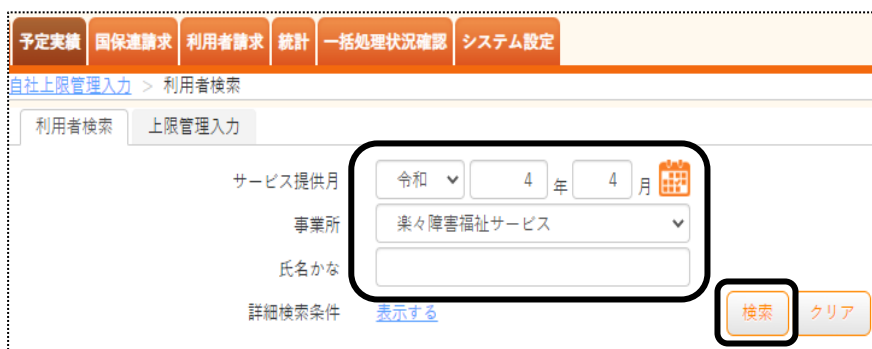 予定実績 国保連請求 利用者請求 統計 一括処理状況確認 システム設定
自社上限管理入力 > 利用者検索
利用者検索 上限管理入力
サービス提供月 令和 4 年 4 月
事業所 楽々障害福祉サービス
氏名かな
詳細検索条件 表示する 検索 クリア